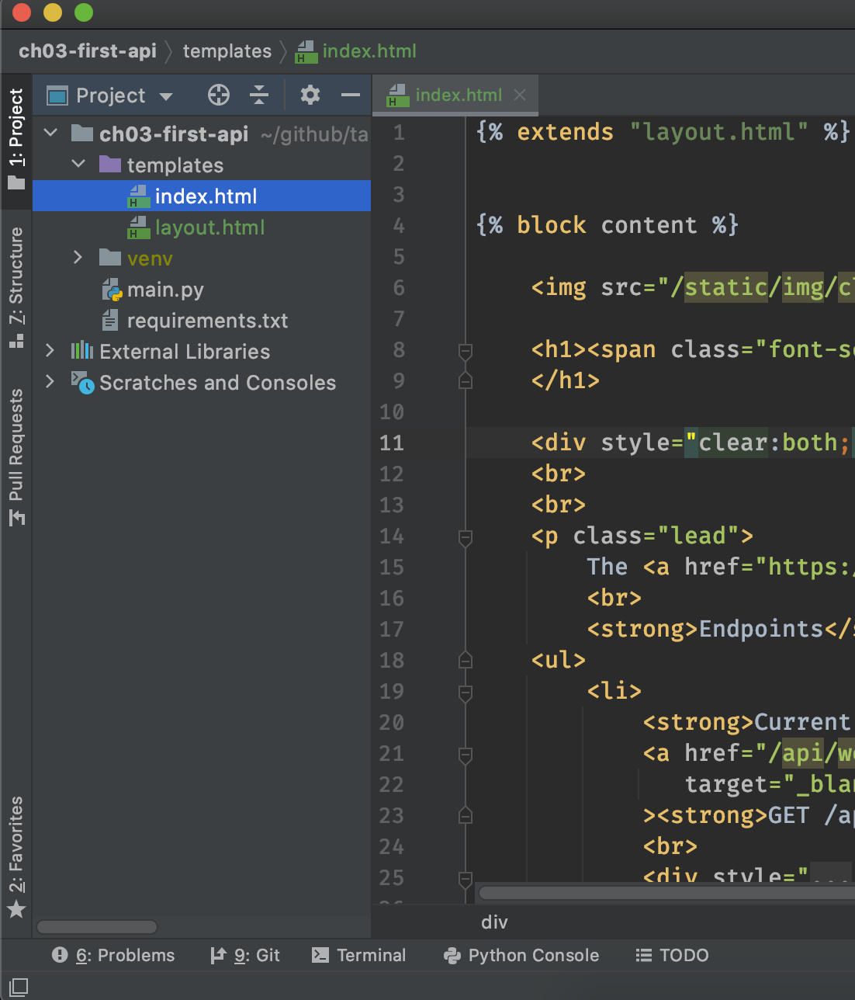 ch03-first-api templates index.html
1: Project
7: Structure
Pull Requests
2: Favorites
Project
ch03-first-api ~/github/ta
templates
index.html
layout.html
venv
main.py
requirements.txt
External Libraries
Scratches and Consoles
index.html
1 {% extends "layout.html" %}
2
3
4 {% block content %}
5
6 <img src="/static/img/cl
7
8 <h1><span class="font-s
9 </h1>
10
11 <div style="clear:both;
12 <br>
13 <br>
14 <p class="lead">
15 The <a href="https:/
16 <br>
17 <strong>Endpoints</s
18 <ul>
19 <li>
20 <strong>Current
21 <a href="/api/we
22 target="_blan
23 ><strong>GET /ap
24 <br>
25 <div style="...
div
6: Problems 9: Git Terminal Python Console TODO